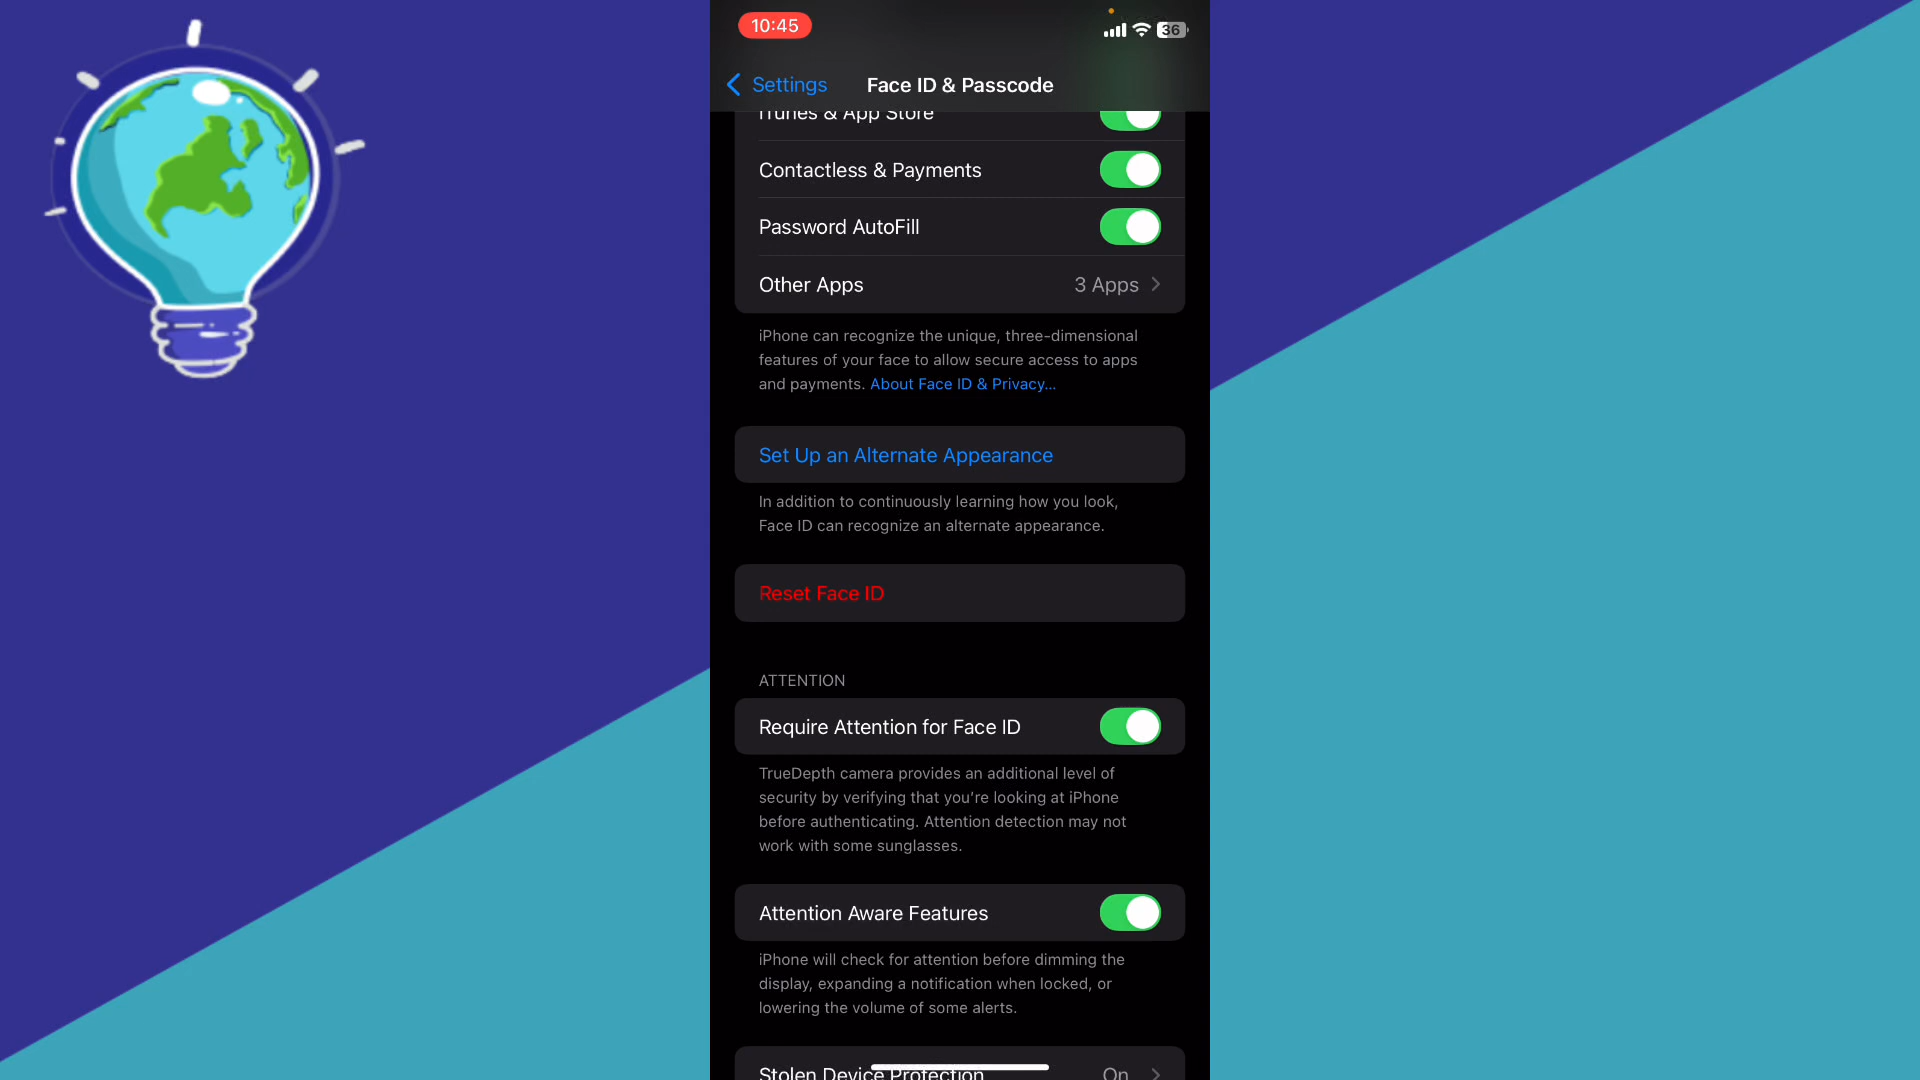 10:45
36
Settings
Face ID & Passcode
iTunes & App Store
Contactless & Payments
Password AutoFill
Other Apps
3 Apps
iPhone can recognize the unique, three-dimensional
features of your face to allow secure access to apps
and payments. About Face ID & Privacy...
Set Up an Alternate Appearance
In addition to continuously learning how you look,
Face ID can recognize an alternate appearance.
Reset Face ID
ATTENTION
Require Attention for Face ID
TrueDepth camera provides an additional level of
security by verifying that you're looking at iPhone
before authenticating. Attention detection may not
work with some sunglasses.
Attention Aware Features
iPhone will check for attention before dimming the
display, expanding a notification when locked, or
lowering the volume of some alerts.
Stolen Device Protection
On